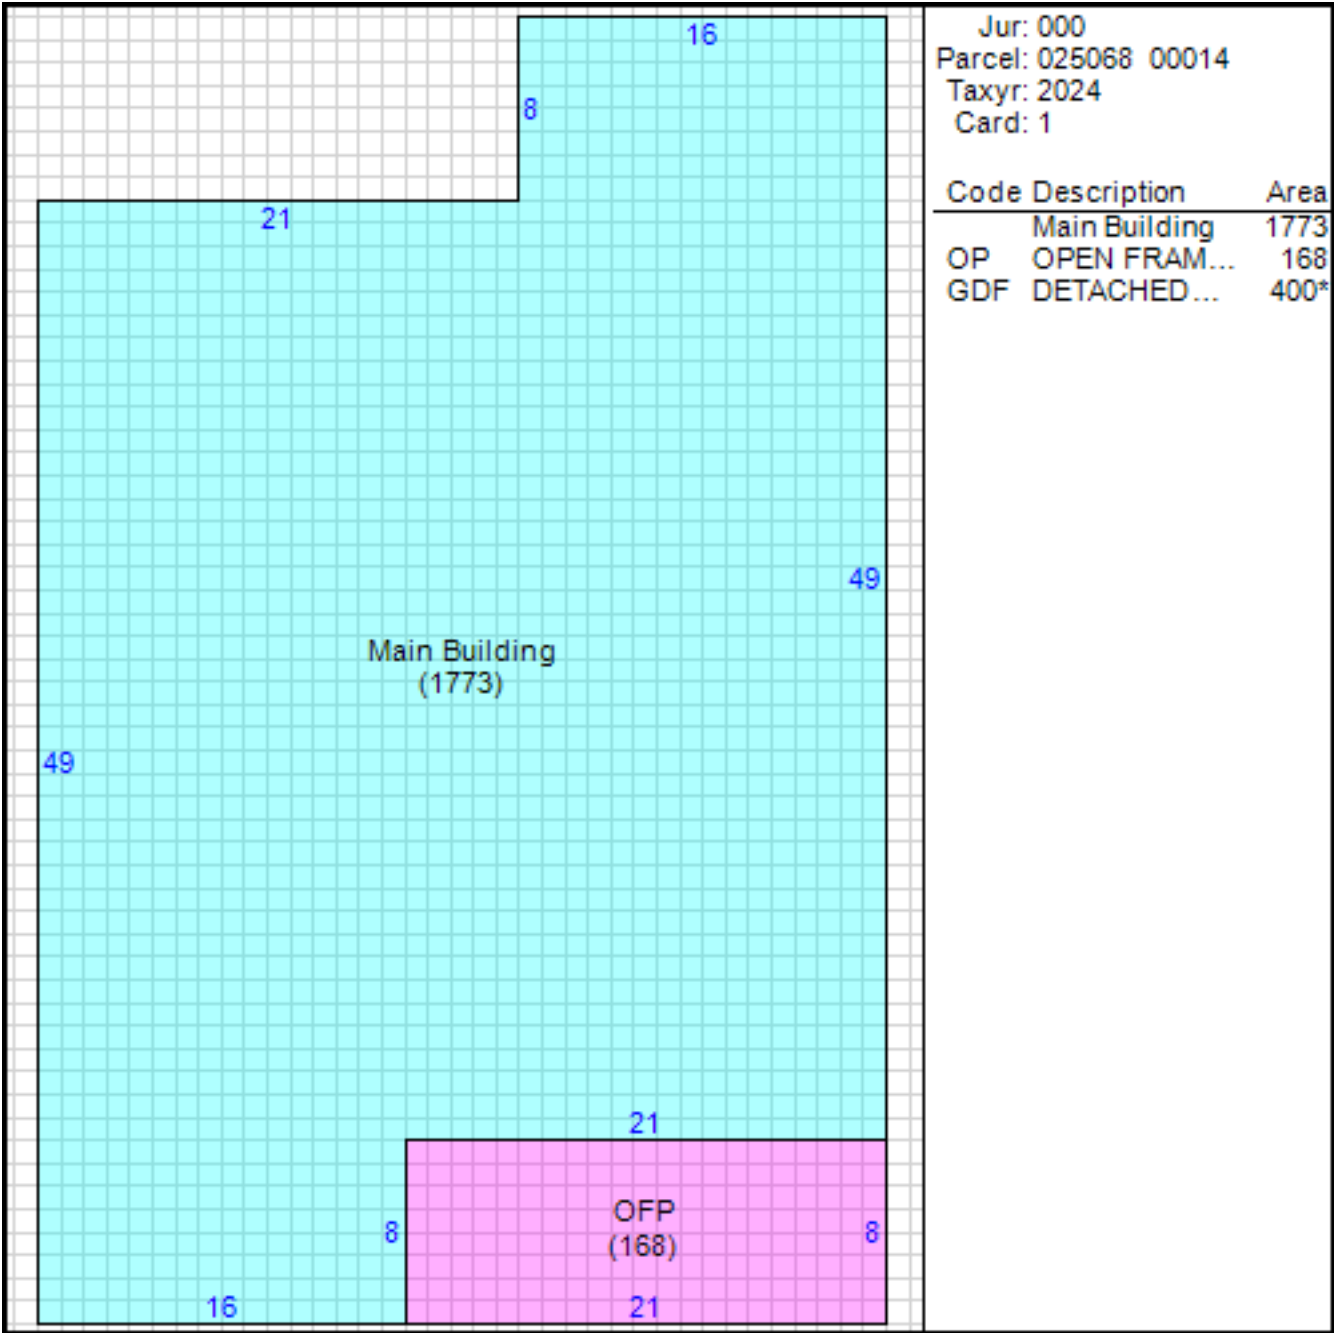 16
8
21
49
Main Building
(1773)
49
21
OFP
(168)
8
8
16
21
Jur: 000
Parcel: 025068 00014
Taxyr: 2024
Card: 1
Code Description Area
Main Building 1773
OP OPEN FRAM... 168
GDF DETACHED... 400*